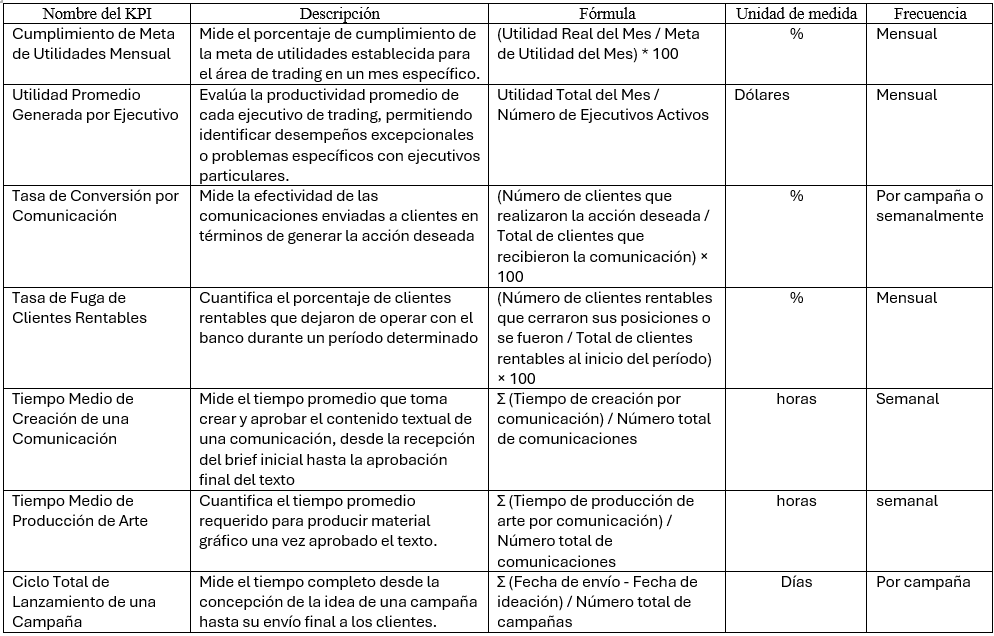 Nombre del KPI
Descripción
Fórmula
Unidad de medida
Frecuencia
Cumplimiento de Meta
de Utilidades Mensual
Mide el porcentaje de cumplimiento de
la meta de utilidades establecida para
el área de trading en un mes específico.
(Utilidad Real del Mes / Meta
de Utilidad del Mes) * 100
%
Mensual
Utilidad Promedio
Generada por Ejecutivo
Evalúa la productividad promedio de
cada ejecutivo de trading, permitiendo
identificar desempeños excepcionales
o problemas específicos con ejecutivos
particulares.
Utilidad Total del Mes /
Número de Ejecutivos Activos
Dólares
Mensual
Tasa de Conversión por
Comunicación
Mide la efectividad de las
comunicaciones enviadas a clientes en
términos de generar la acción deseada
(Número de clientes que
realizaron la acción deseada /
Total de clientes que
recibieron la comunicación) ×
100
%
Por campaña o
semanalmente
Tasa de Fuga de
Clientes Rentables
Cuantifica el porcentaje de clientes
rentables que dejaron de operar con el
banco durante un período determinado
(Número de clientes rentables
que cerraron sus posiciones o
se fueron / Total de clientes
rentables al inicio del período)
× 100
%
Mensual
Tiempo Medio de
Creación de una
Comunicación
Mide el tiempo promedio que toma
crear y aprobar el contenido textual de
una comunicación, desde la recepción
del brief inicial hasta la aprobación
final del texto
Σ (Tiempo de creación por
comunicación) / Número total
de comunicaciones
horas
Semanal
Tiempo Medio de
Producción de Arte
Cuantifica el tiempo promedio
requerido para producir material
gráfico una vez aprobado el texto.
Σ (Tiempo de producción de
arte por comunicación) /
Número total de
comunicaciones
horas
semanal
Ciclo Total de
Lanzamiento de una
Campaña
Mide el tiempo completo desde la
concepción de la idea de una campaña
hasta su envío final a los clientes.
Σ (Fecha de envío - Fecha de
ideación) / Número total de
campañas
Días
Por campaña